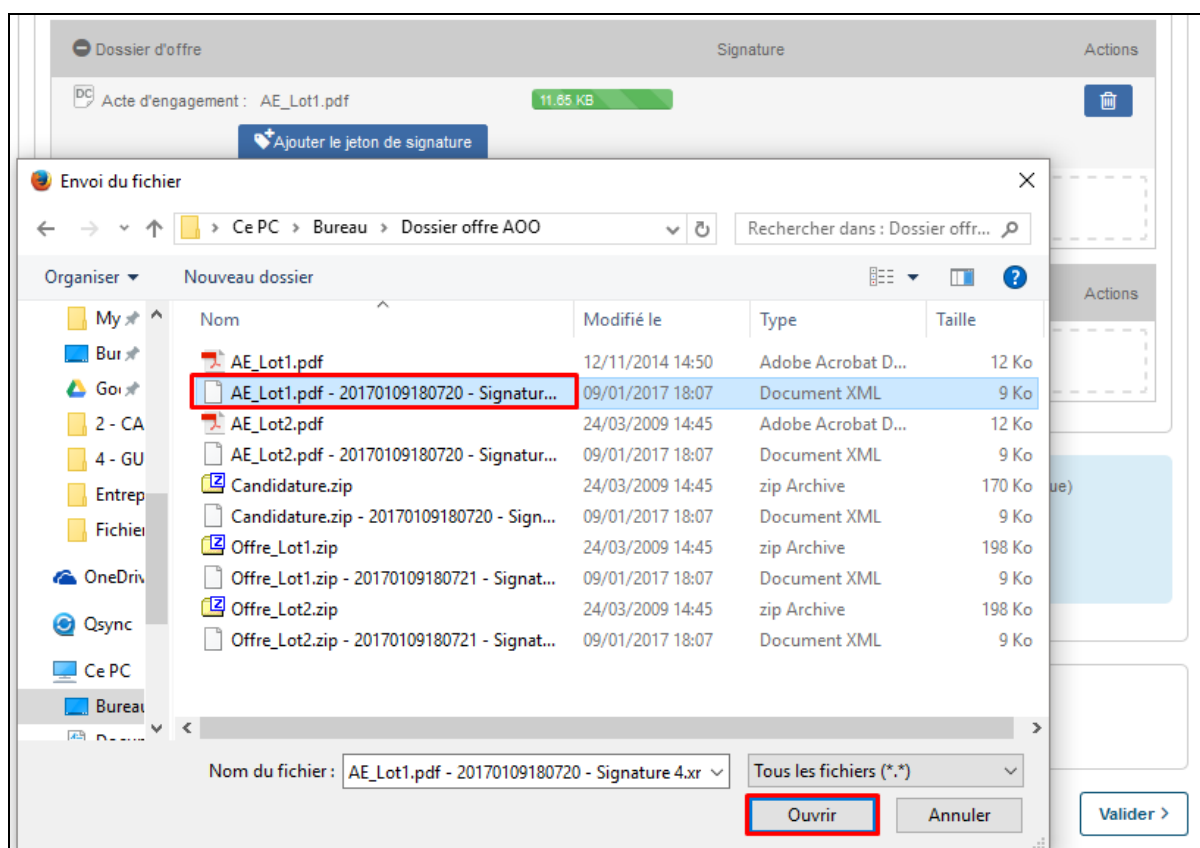 Dossier d'offre Signature Actions
DC Acte d'engagement : AE_Lot1.pdf 11.65 KB
Ajouter le jeton de signature
Envoi du fichier
Ce PC > Bureau > Dossier offre AOO Rechercher dans : Dossier offr...
Organiser Nouveau dossier ?
Actions
My Nom Modifié le Type Taille
Bur AE_Lot1.pdf 12/11/2014 14:50 Adobe Acrobat D... 12 Ko
Goo AE_Lot1.pdf - 20170109180720 - Signatur... 09/01/2017 18:07 Document XML 9 Ko
2 - CA AE_Lot2.pdf 24/03/2009 14:45 Adobe Acrobat D... 12 Ko
4 - GU AE_Lot2.pdf - 20170109180720 - Signatur... 09/01/2017 18:07 Document XML 9 Ko
Entrep Candidature.zip 24/03/2009 14:45 zip Archive 170 Ko ue)
Fichier Candidature.zip - 20170109180720 - Sign... 09/01/2017 18:07 Document XML 9 Ko
Offre_Lot1.zip 24/03/2009 14:45 zip Archive 198 Ko
OneDriv Offre_Lot1.zip - 20170109180721 - Signat... 09/01/2017 18:07 Document XML 9 Ko
Offre_Lot2.zip 24/03/2009 14:45 zip Archive 198 Ko
Qsync Offre_Lot2.zip - 20170109180721 - Signat... 09/01/2017 18:07 Document XML 9 Ko
Ce PC
Bureau
Nom du fichier : AE_Lot1.pdf - 20170109180720 - Signature 4.xr Tous les fichiers (*.*)
Ouvrir Annuler Valider >